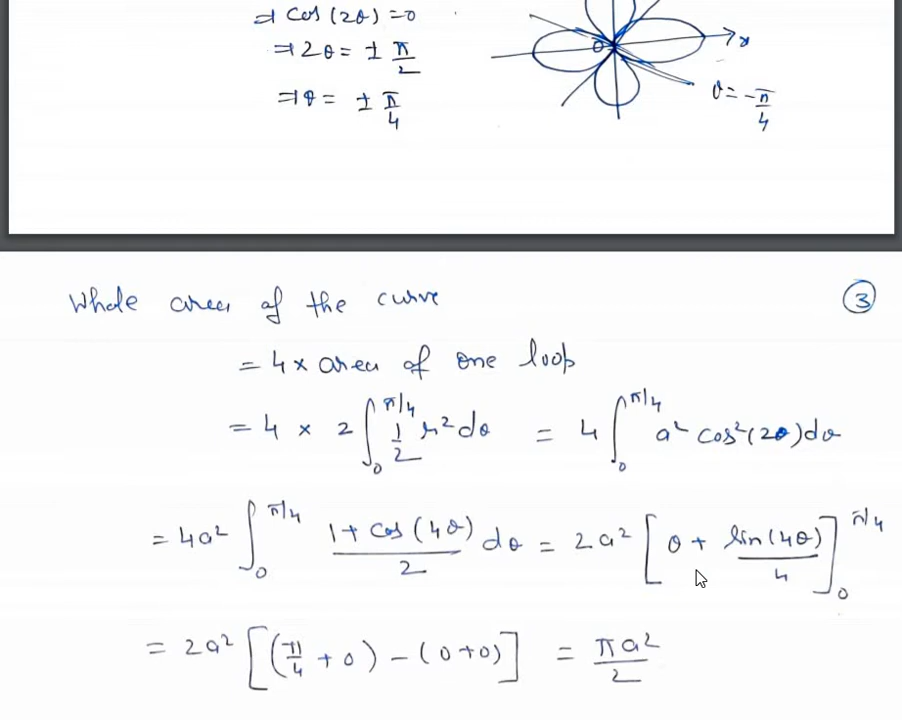 ⇒ cos(2θ) = 0
⇒ 2θ = ± π/2
⇒ θ = ± π/4
0
x
θ = -π/4
Whole area of the curve
③
= 4 × area of one loop
= 4 × 2 ∫₀^{π/4} 1/2 r² dθ = 4 ∫₀^{π/4} a² cos²(2θ) dθ
= 4a² ∫₀^{π/4} (1 + cos(4θ))/2 dθ = 2a² [θ + sin(4θ)/4]₀^{π/4}
= 2a² [(π/4 + 0) - (0+0)] = πa²/2